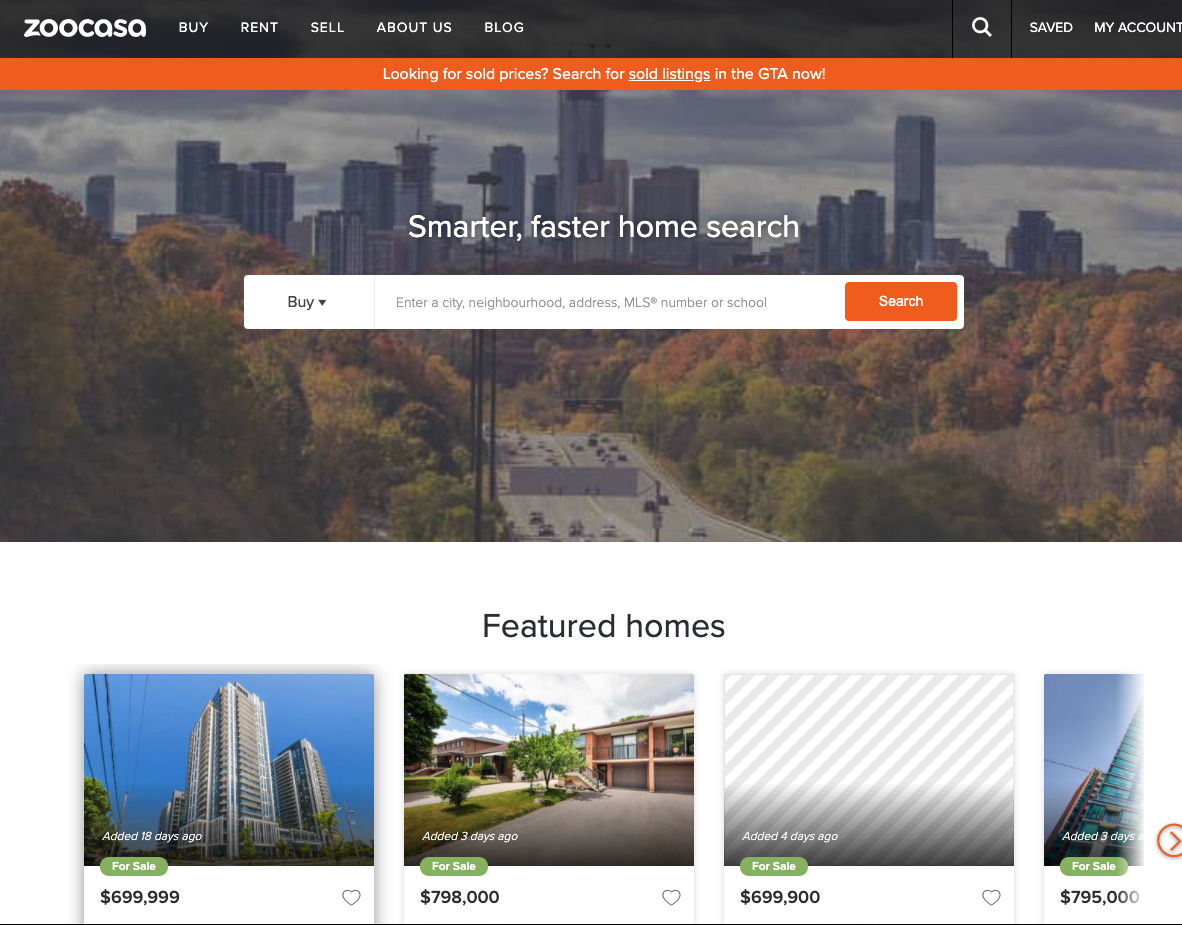 zoocasa BUY RENT SELL ABOUT US BLOG SAVED MY ACCOUNT
Looking for sold prices? Search for sold listings in the GTA now!
Smarter, faster home search
Buy ▾ Enter a city, neighbourhood, address, MLS® number or school Search
Featured homes
Added 18 days ago
For Sale
$699,999
Added 3 days ago
For Sale
$798,000
Added 4 days ago
For Sale
$699,900
Added 3 days a
For Sale
$795,000